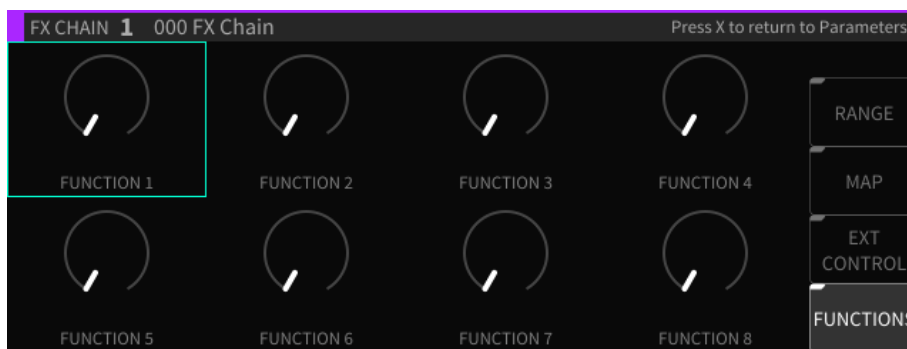 FX CHAIN 1 000 FX Chain Press X to return to Parameters
RANGE
FUNCTION 1 FUNCTION 2 FUNCTION 3 FUNCTION 4 MAP
EXT
CONTROL
FUNCTIONS
FUNCTION 5 FUNCTION 6 FUNCTION 7 FUNCTION 8